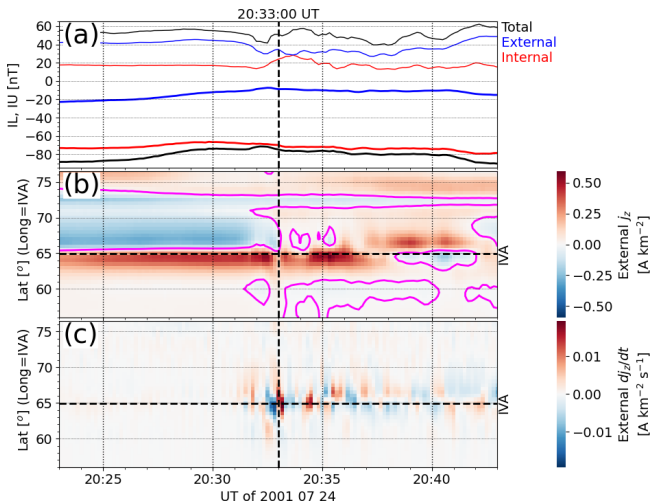 20:33:00 UT
(a)
60
40
20
0
−20
−40
−60
−80
IL, IU [nT]
Total
External
Internal
(b)
75
70
65
60
Lat [°] (Long=IVA)
IVA
0.50
0.25
0.00
−0.25
−0.50
External jz
[A km−2]
(c)
75
70
65
60
Lat [°] (Long=IVA)
IVA
0.01
0.00
−0.01
External djz/dt
[A km−2 s−1]
20:25 20:30 20:35 20:40
UT of 2001 07 24